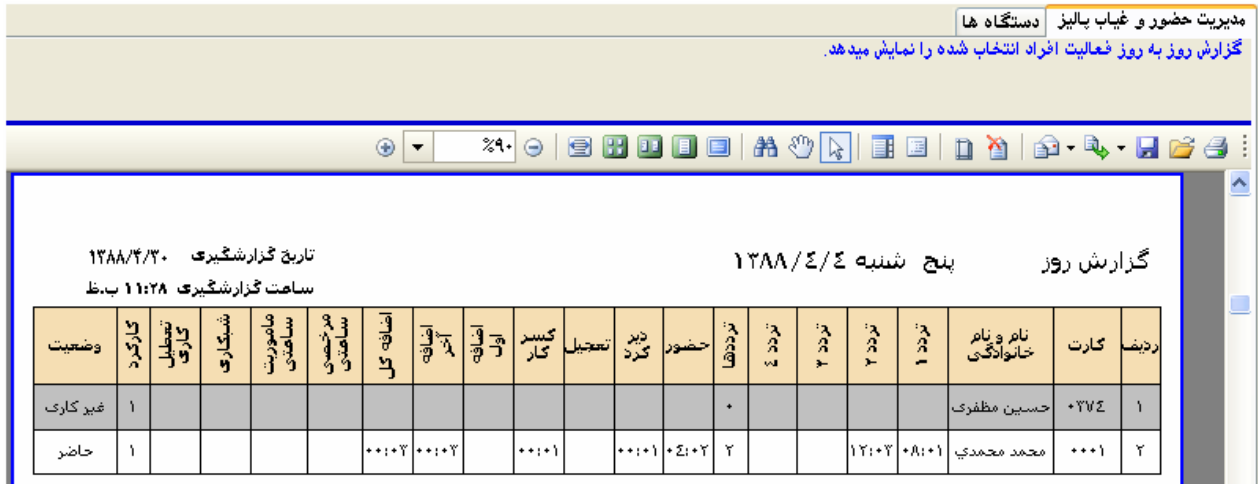 مدیریت حضور و غیاب پالیز دستگاه ها
گزارش روز به روز فعالیت افراد انتخاب شده را نمایش میدهد.
%۹۰
گزارش روز پنج شنبه ۱۳۸۸/٤/٤ تاریخ گزارشگیری ۱۳۸۸/۴/۳۰
ساعت گزارشگیری ۱۱:۲۸ ب.ظ
ردیف کارت نام و نام خانوادگی تردد ۱ تردد ۲ تردد ۳ تردد ٤ ترددها حضور دیر کرد تعجیل کسر کار اضافه اول اضافه آخر اضافه کل مرخصی ساعتی ماموریت ساعتی شبکاری تعطیل کاری کارکرد وضعیت
۱ ۰۳۷٤ حسین مظفری ۰ ۱ غیر کاری
۲ ۰۰۰۱ محمد محمدي ۰۸:۰۱ ۱۲:۰۳ ۲ ۰٤:۰۲ ۰۰:۰۱ ۰۰:۰۱ ۰۰:۰۳ ۰۰:۰۳ ۱ حاضر